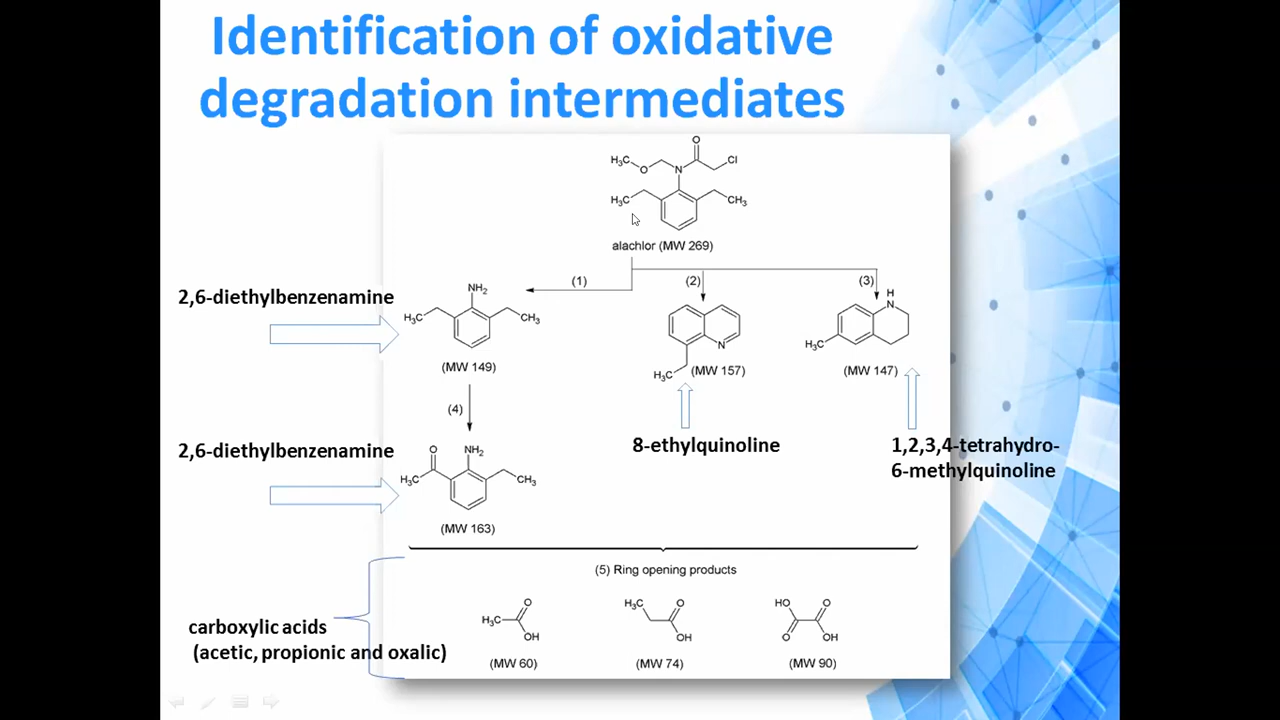 Identification of oxidative
degradation intermediates
O
H₃C O N Cl
H₃C CH₃
alachlor (MW 269)
(1) (2) (3)
2,6-diethylbenzenamine
NH₂
H₃C CH₃
(MW 149)
N
H₃C
(MW 157)
H
N
H₃C
(MW 147)
(4)
8-ethylquinoline
1,2,3,4-tetrahydro-
6-methylquinoline
2,6-diethylbenzenamine
O NH₂
H₃C CH₃
(MW 163)
(5) Ring opening products
H₃C O OH
(MW 60)
H₃C O OH
(MW 74)
HO O O OH
(MW 90)
carboxylic acids
(acetic, propionic and oxalic)